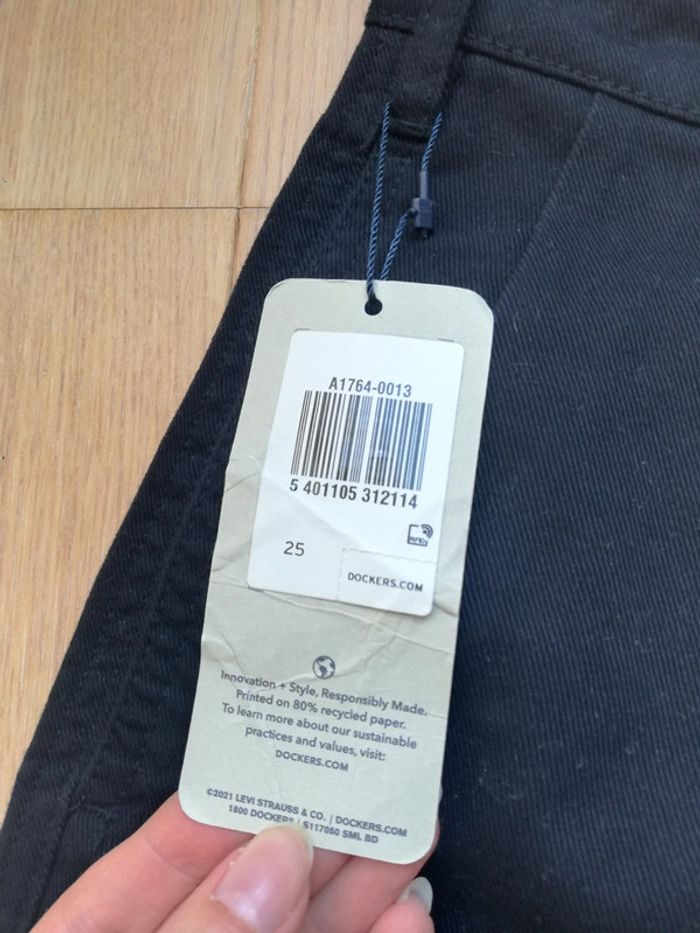 A1764-0013
5 401105 312114
25
DOCKERS.COM
Innovation + Style, Responsibly Made.
Printed on 80% recycled paper.
To learn more about our sustainable
practices and values, visit:
DOCKERS.COM
©2021 LEVI STRAUSS & CO. | DOCKERS.COM
1800 DOCKERS / S117060 SML BD